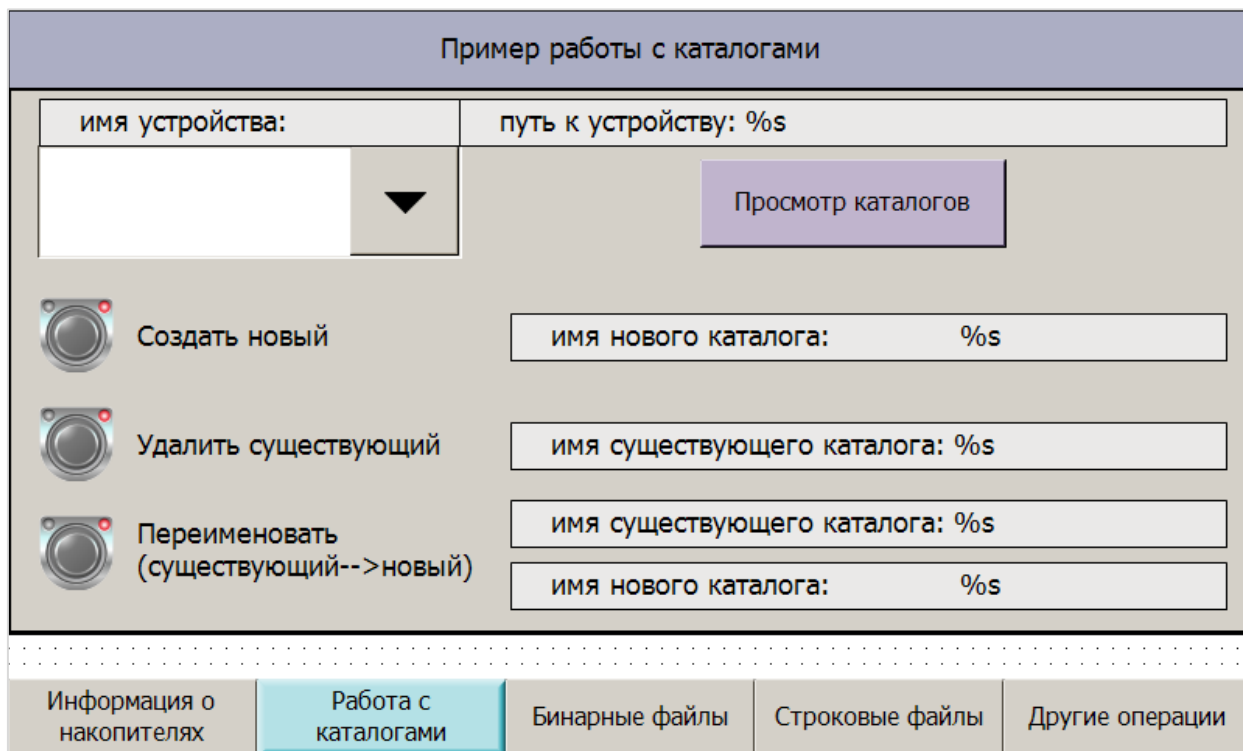 Пример работы с каталогами
имя устройства:
путь к устройству: %s
Просмотр каталогов
Создать новый
имя нового каталога: %s
Удалить существующий
имя существующего каталога: %s
Переименовать
(существующий-->новый)
имя существующего каталога: %s
имя нового каталога: %s
Информация о
накопителях
Работа с
каталогами
Бинарные файлы
Строковые файлы
Другие операции